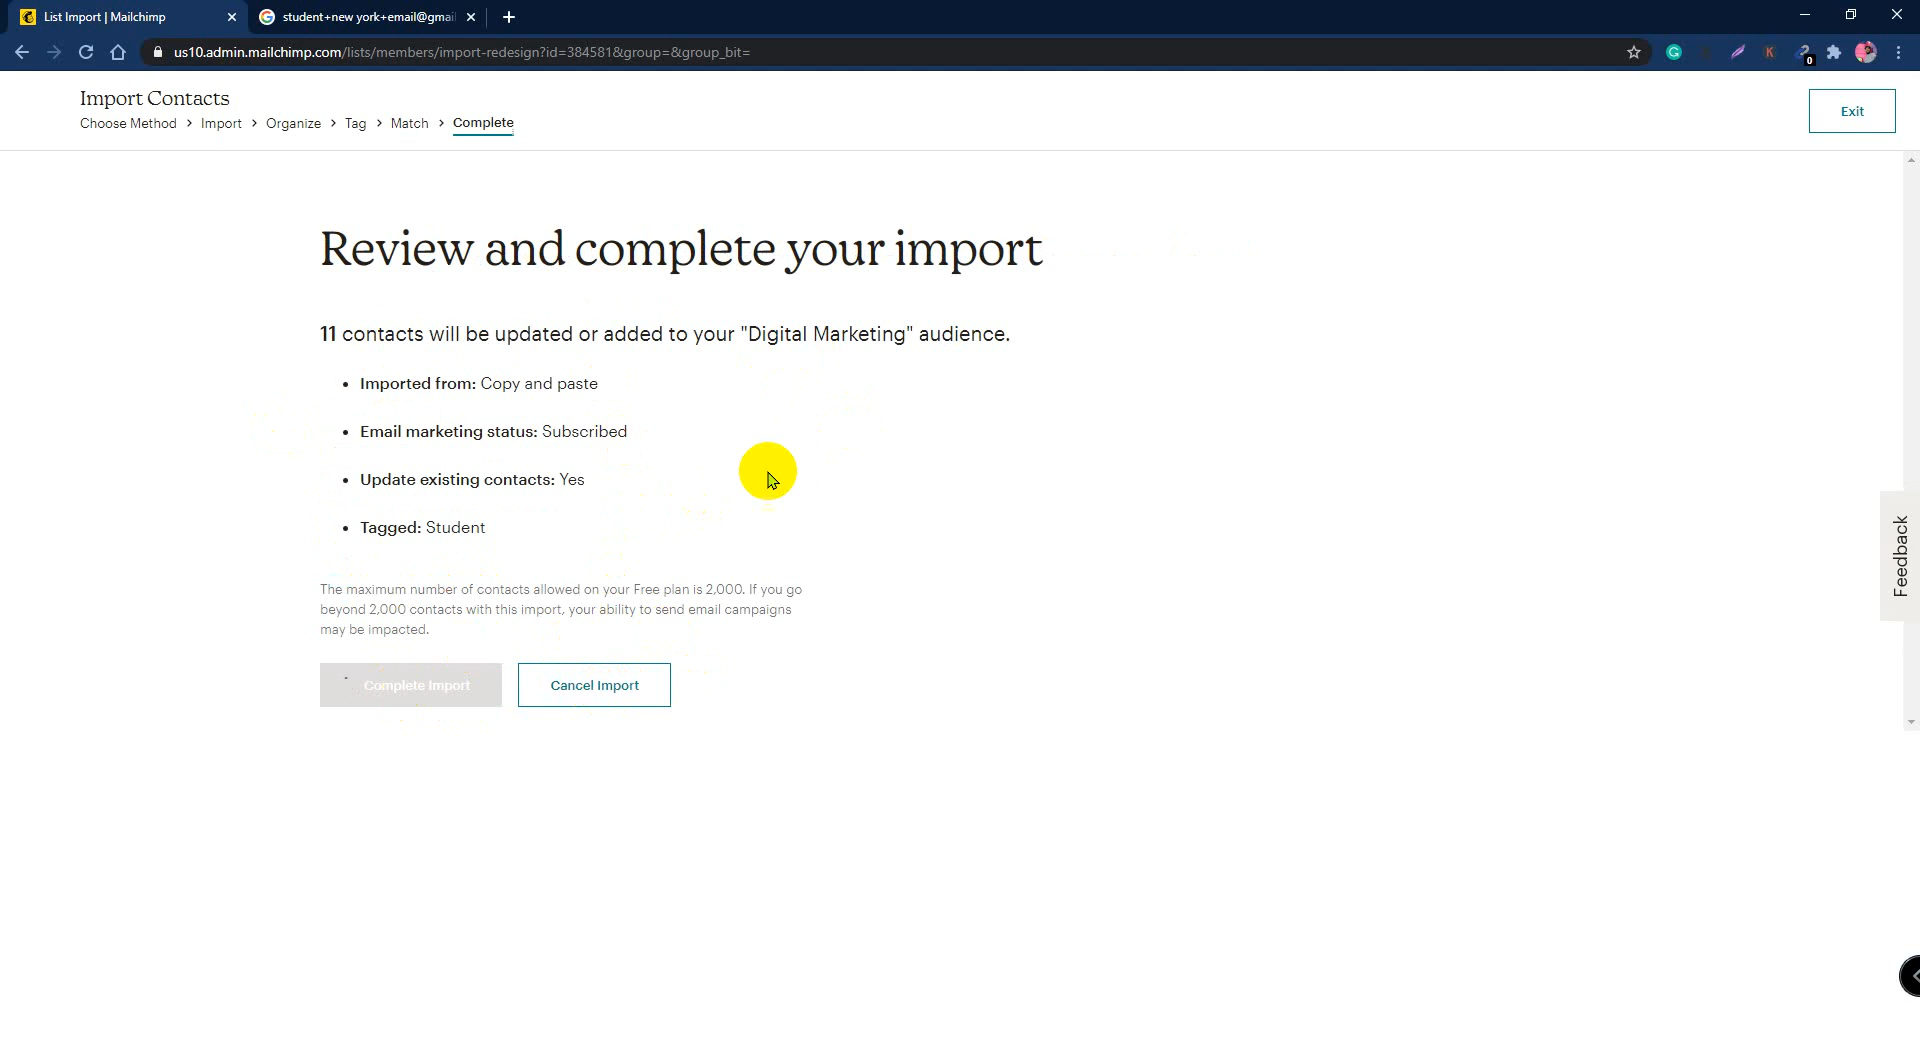 List Import | Mailchimp
student+new york+email@gmai
us10.admin.mailchimp.com/lists/members/import-redesign?id=384581&group=&group_bit=
K
0
Import Contacts
Choose Method > Import > Organize > Tag > Match > Complete
Exit
Review and complete your import
11 contacts will be updated or added to your "Digital Marketing" audience.
• Imported from: Copy and paste
• Email marketing status: Subscribed
• Update existing contacts: Yes
• Tagged: Student
Feedback
The maximum number of contacts allowed on your Free plan is 2,000. If you go
beyond 2,000 contacts with this import, your ability to send email campaigns
may be impacted.
Complete Import
Cancel Import